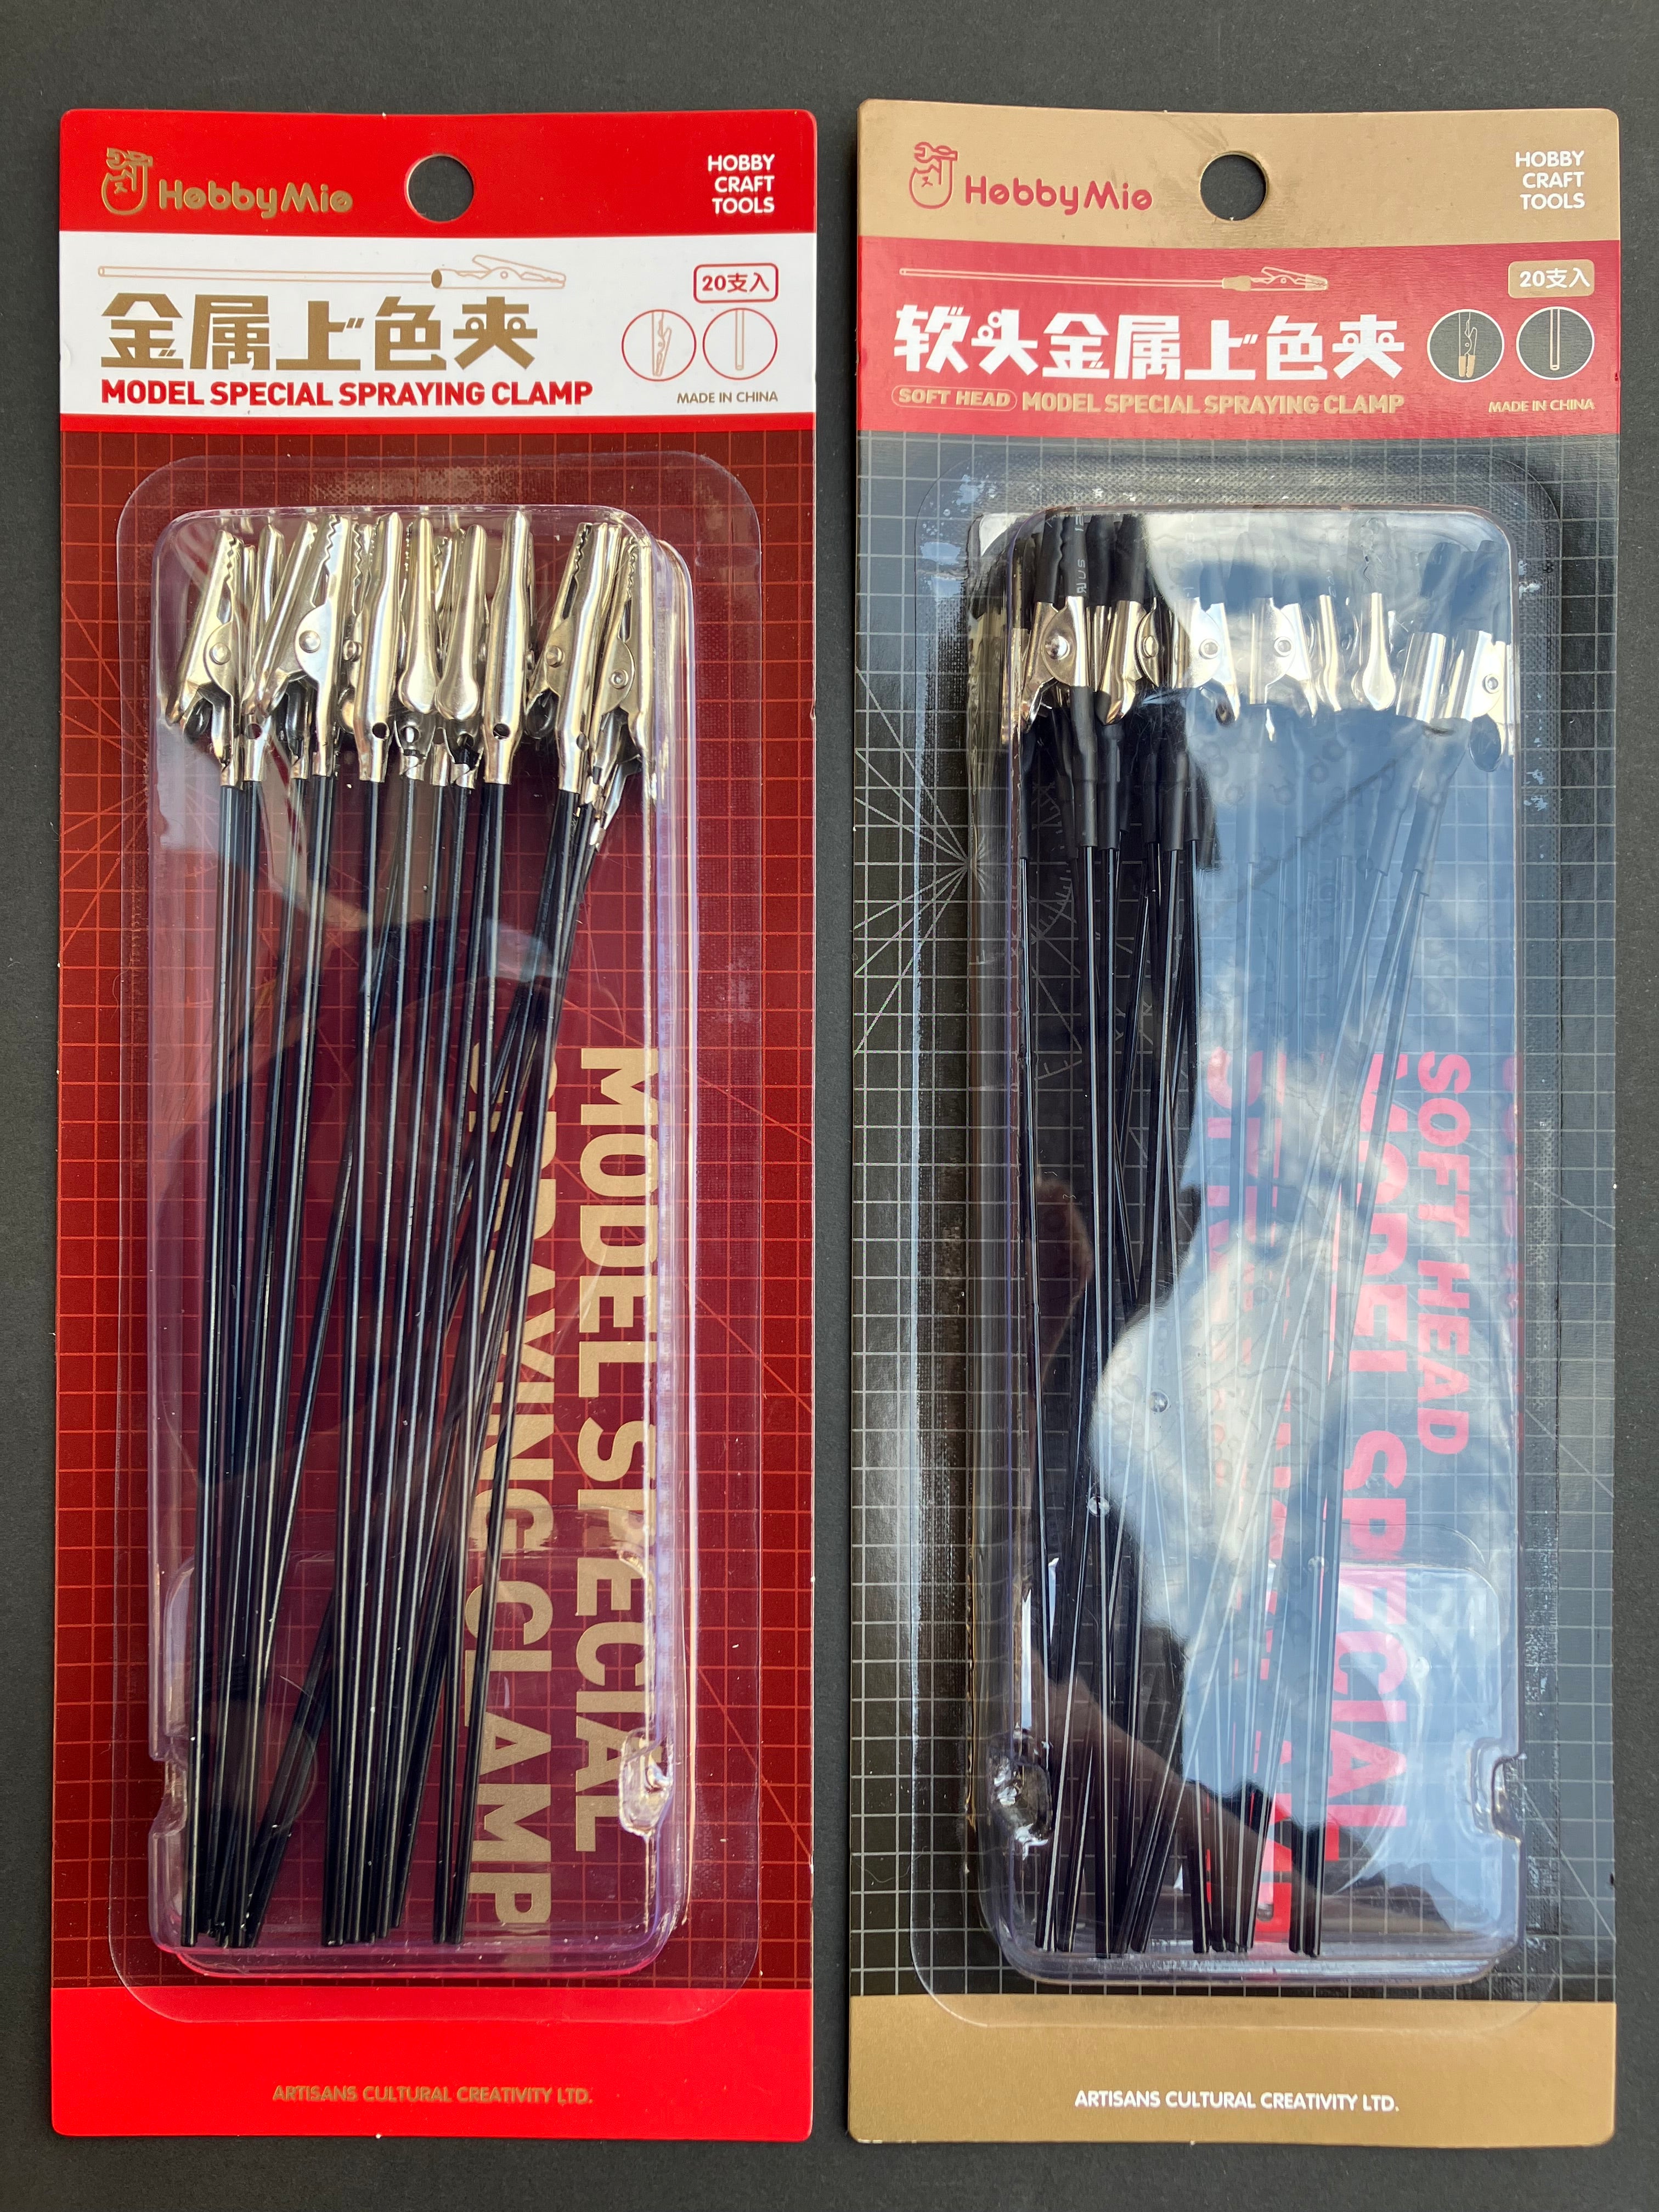 HobbyMio
HOBBY
CRAFT
TOOLS
20支入
金属上色夹
MODEL SPECIAL SPRAYING CLAMP
MADE IN CHINA
MODEL SPECIAL
SPRAYING CLAMP
ARTISANS CULTURAL CREATIVITY LTD.
HobbyMio
HOBBY
CRAFT
TOOLS
20支入
软头金属上色夹
SOFT HEAD MODEL SPECIAL SPRAYING CLAMP
MADE IN CHINA
SOFT HEAD
MODEL SPECIAL
ARTISANS CULTURAL CREATIVITY LTD.